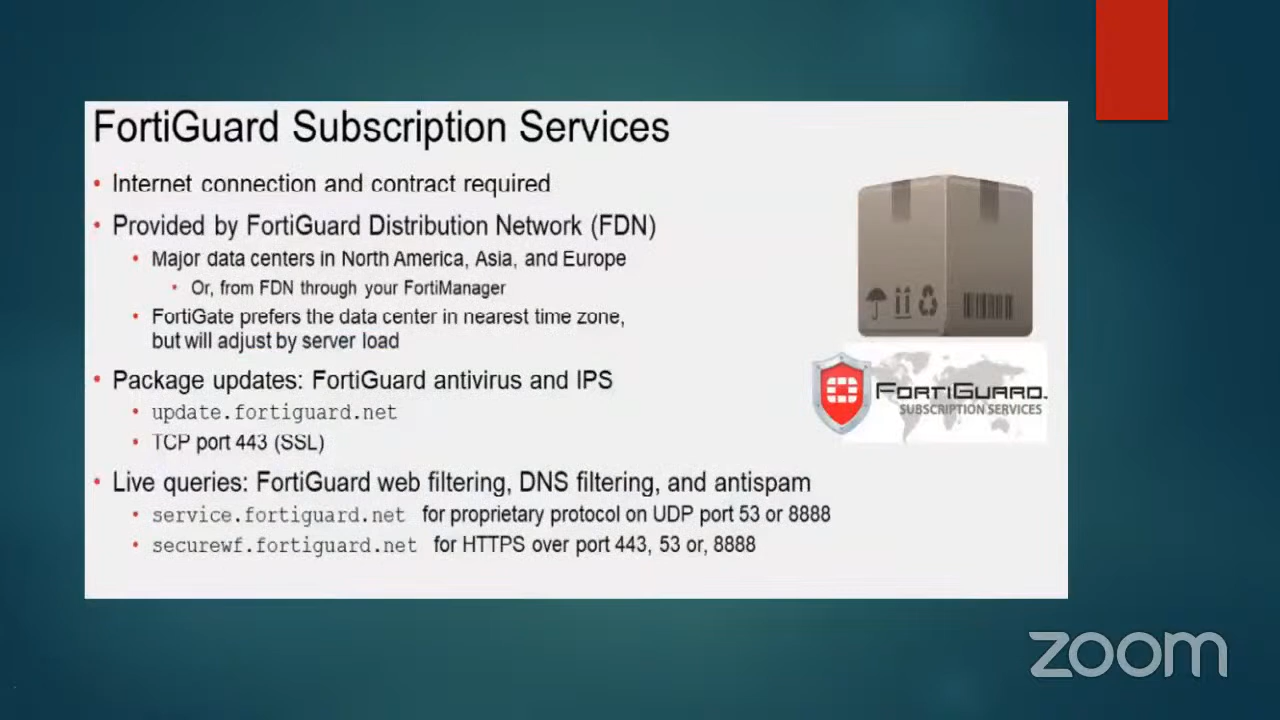 FortiGuard Subscription Services
• Internet connection and contract required
• Provided by FortiGuard Distribution Network (FDN)
• Major data centers in North America, Asia, and Europe
• Or, from FDN through your FortiManager
• FortiGate prefers the data center in nearest time zone,
but will adjust by server load
• Package updates: FortiGuard antivirus and IPS
• update.fortiguard.net
• TCP port 443 (SSL)
• Live queries: FortiGuard web filtering, DNS filtering, and antispam
• service.fortiguard.net for proprietary protocol on UDP port 53 or 8888
• securewf.fortiguard.net for HTTPS over port 443, 53 or, 8888
FORTIGUARD.
SUBSCRIPTION SERVICES
zoom